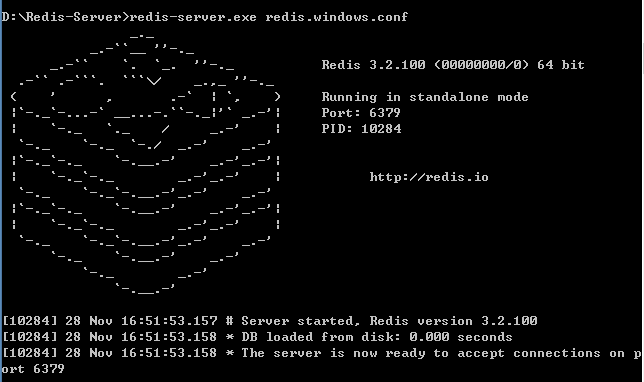 D:\Redis-Server>redis-server.exe redis.windows.conf
Redis 3.2.100 (00000000/0) 64 bit
Running in standalone mode
Port: 6379
PID: 10284
http://redis.io
[10284] 28 Nov 16:51:53.157 # Server started, Redis version 3.2.100
[10284] 28 Nov 16:51:53.158 * DB loaded from disk: 0.000 seconds
[10284] 28 Nov 16:51:53.158 * The server is now ready to accept connections on p
ort 6379